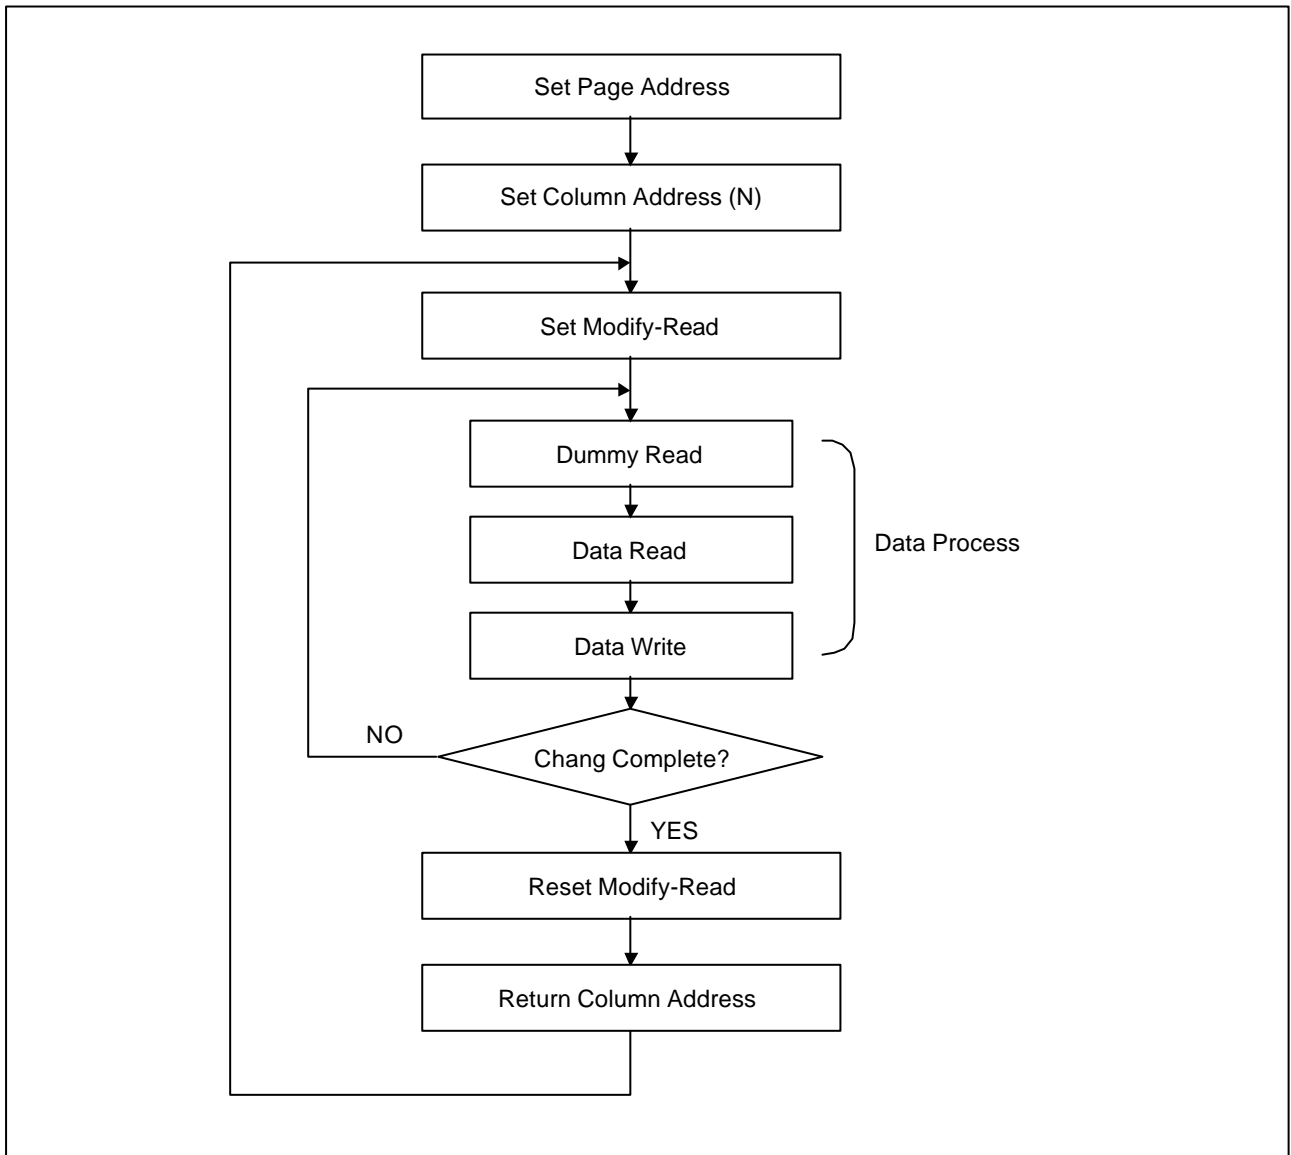 Set Page Address
Set Column Address (N)
Set Modify-Read
Dummy Read
Data Read
Data Process
Data Write
NO
Chang Complete?
YES
Reset Modify-Read
Return Column Address